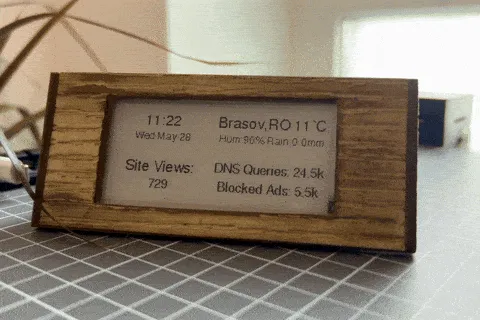 11:22
Wed May 28
Brasov,RO 11°C
Hum 90% Rain 0.0mm
Site Views:
729
DNS Queries: 24.5k
Blocked Ads: 5.5k